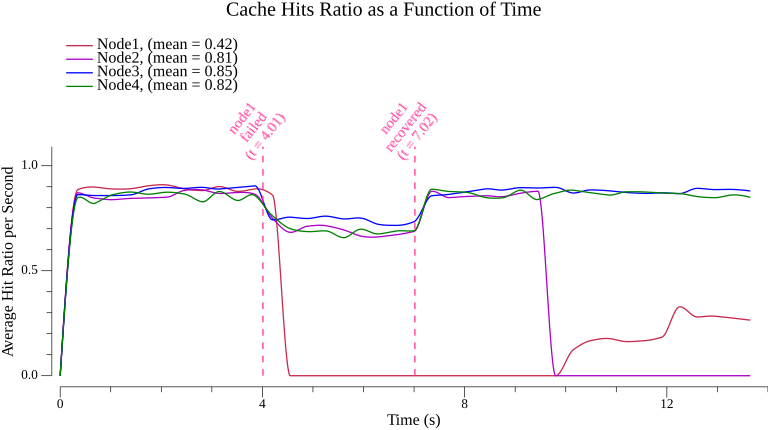 Cache Hits Ratio as a Function of Time
Node1, (mean = 0.42)
Node2, (mean = 0.81)
Node3, (mean = 0.85)
Node4, (mean = 0.82)
node1
failed
(t = 4.01)
node1
recovered
(t = 7.02)
Average Hit Ratio per Second
1.0
0.5
0.0
0
4
8
12
Time (s)